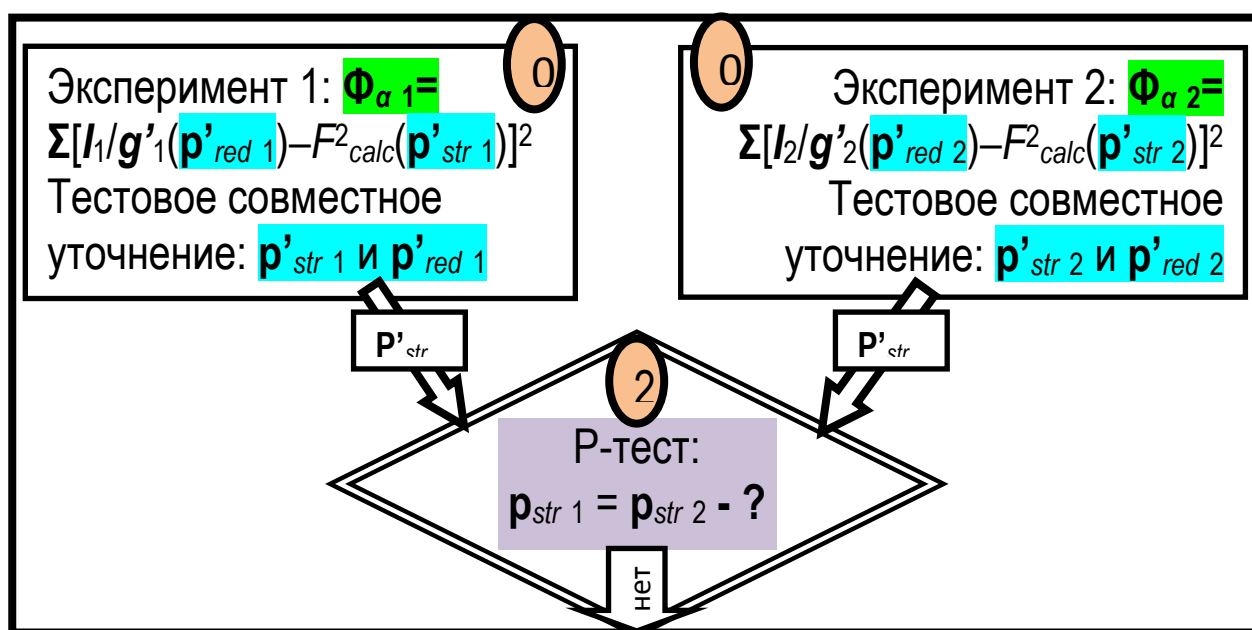 0
Эксперимент 1: Φα 1=
Σ[I₁/g’₁(p’red 1)–F²calc(p’str 1)]²
Тестовое совместное
уточнение: p’str 1 и p’red 1
0
Эксперимент 2: Φα 2=
Σ[I₂/g’₂(p’red 2)–F²calc(p’str 2)]²
Тестовое совместное
уточнение: p’str 2 и p’red 2
P’str
P’str
2
Р-тест:
pstr 1 = pstr 2 - ?
нет